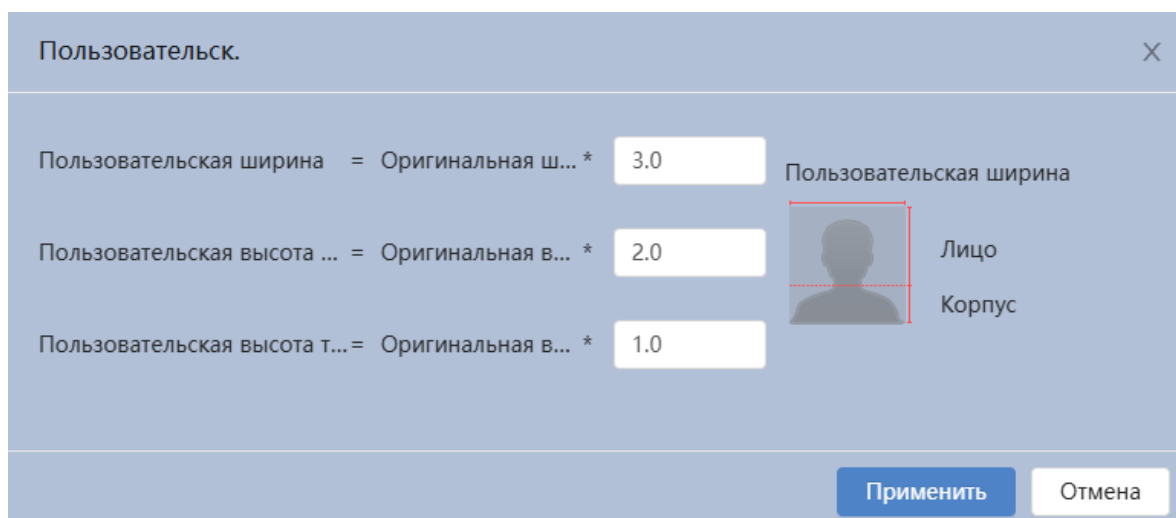 Пользовательск.
X
Пользовательская ширина = Оригинальная ш... * 3.0
Пользовательская ширина
Пользовательская высота ... = Оригинальная в... * 2.0
Лицо
Корпус
Пользовательская высота т... = Оригинальная в... * 1.0
Применить Отмена